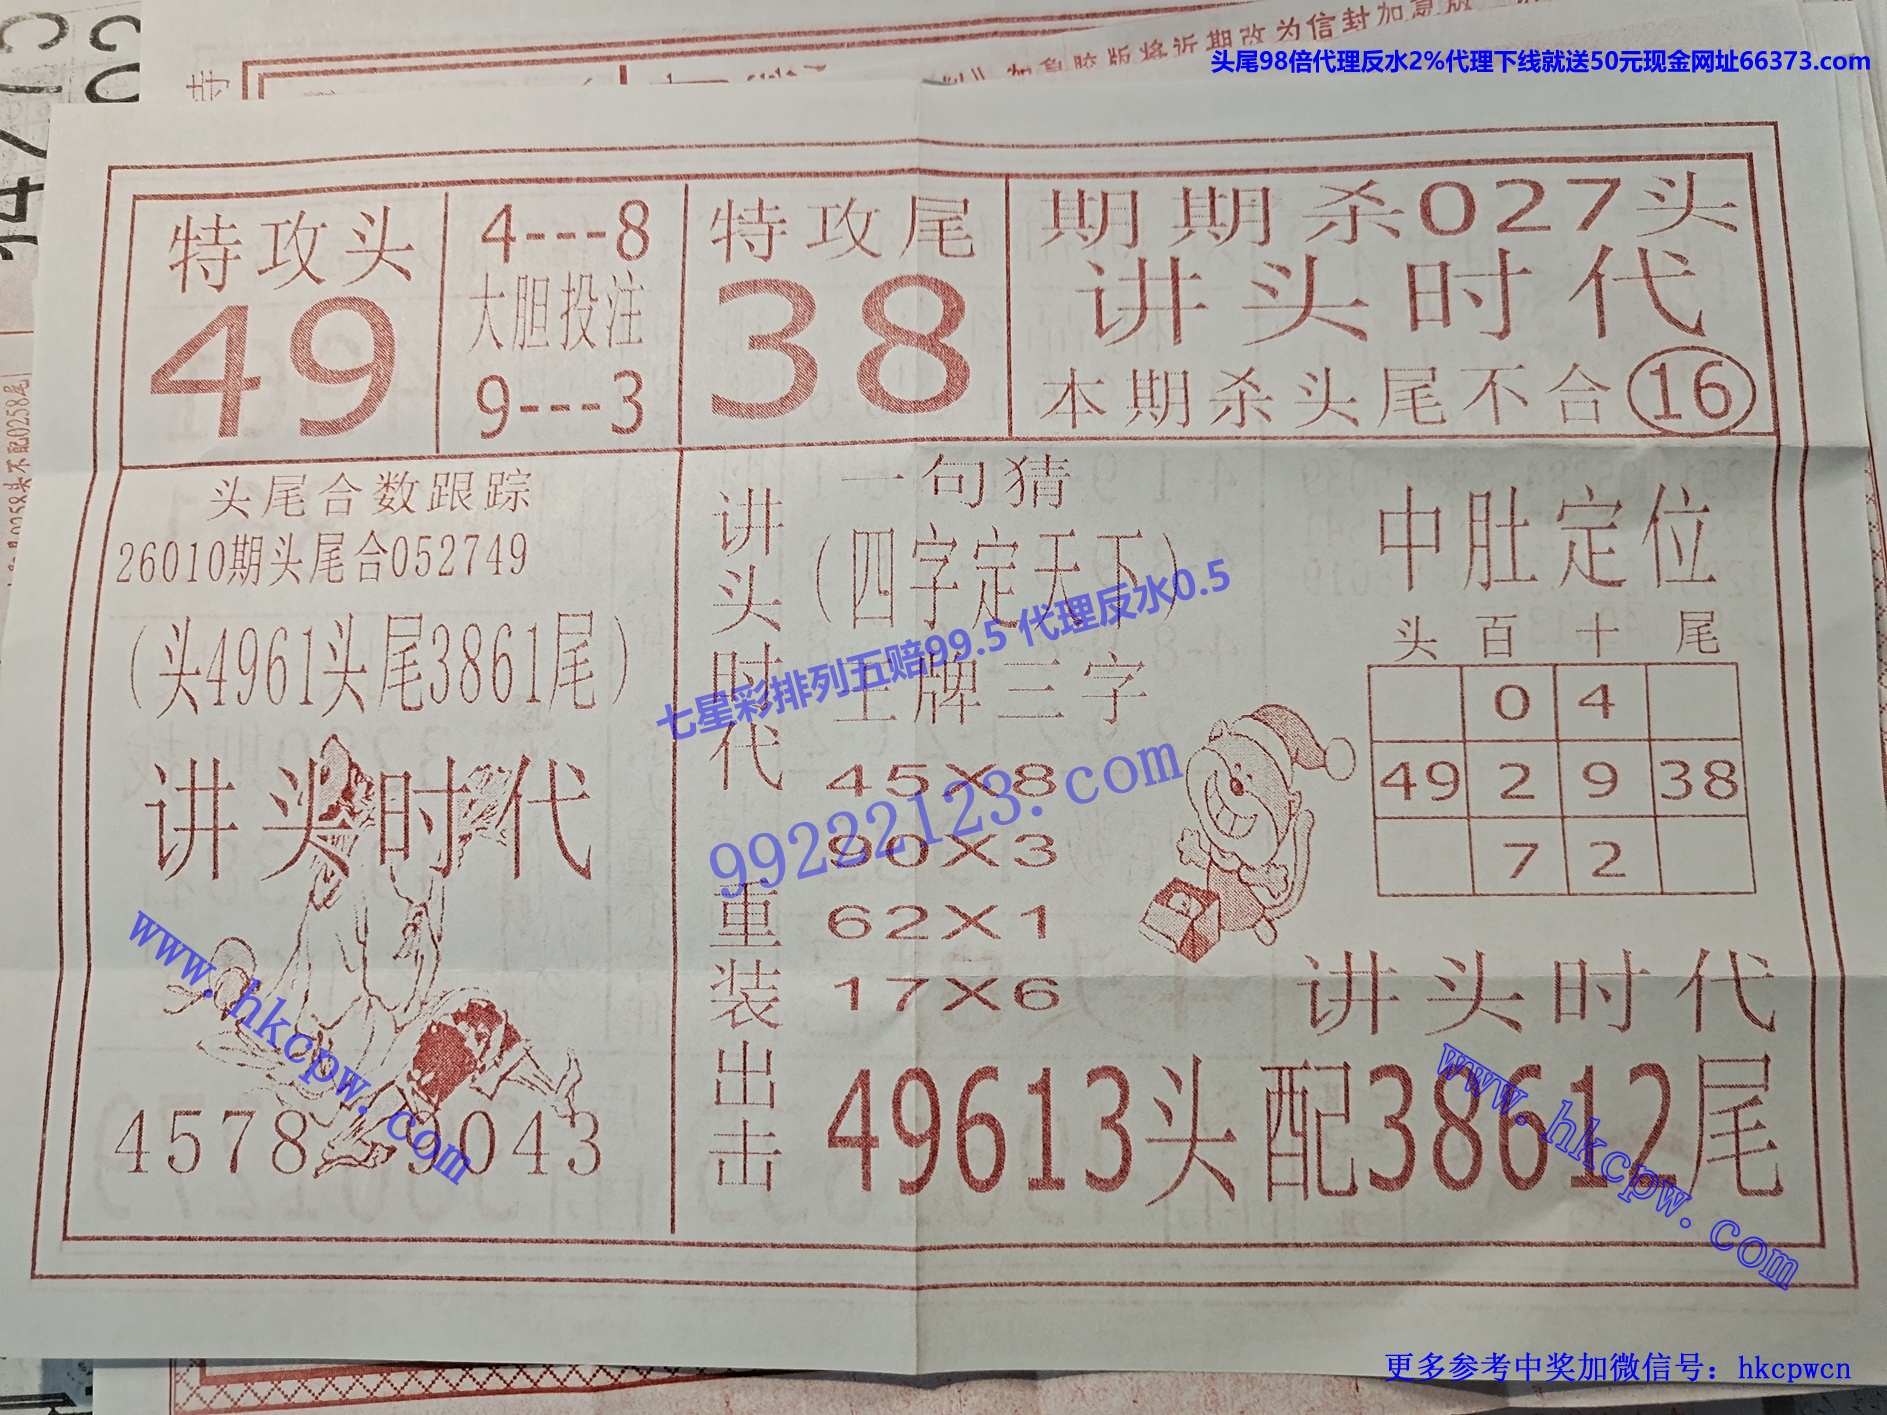 改为信封加急版
头尾98倍代理反水2%代理下线就送50元现金网址66373.com
特攻头
49
4---8
大胆投注
9---3
特攻尾
38
期期杀027头
讲头时代
本期杀头尾不合16
头尾合数跟踪
26010期头尾合052749
(头4961头尾3861尾)
讲头时代
4578 9043
讲头时代
重装出击
一句猜
(四字定天下)
王牌三字
45X8
90X3
62X1
17X6
七星彩排列五赔99.5 代理反水0.5
99222123.com
中肚定位
头 百 十 尾
0 4
49 2 9 38
7 2
讲头时代
49613头配38612尾
www.hkcpw.com
www.hkcpw.com
更多参考中奖加微信号：hkcpwcn